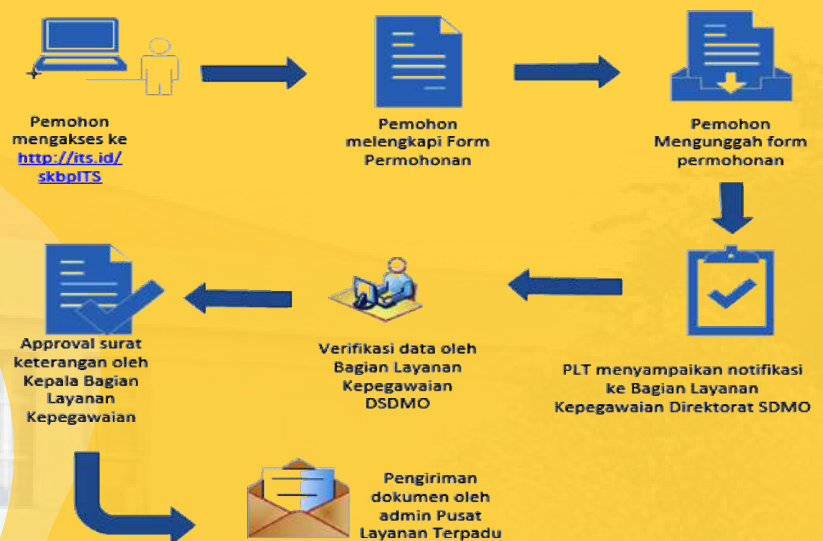 Pemohon
mengakses ke
http://its.id/
skbpITS
Pemohon
melengkapi Form
Permohonan
Pemohon
Mengunggah form
permohonan
PLT menyampaikan notifikasi
ke Bagian Layanan
Kepegawaian Direktorat SDMO
Verifikasi data oleh
Bagian Layanan
Kepegawaian
DSDMO
Approval surat
keterangan oleh
Kepala Bagian
Layanan
Kepegawaian
Pengiriman
dokumen oleh
admin Pusat
Layanan Terpadu